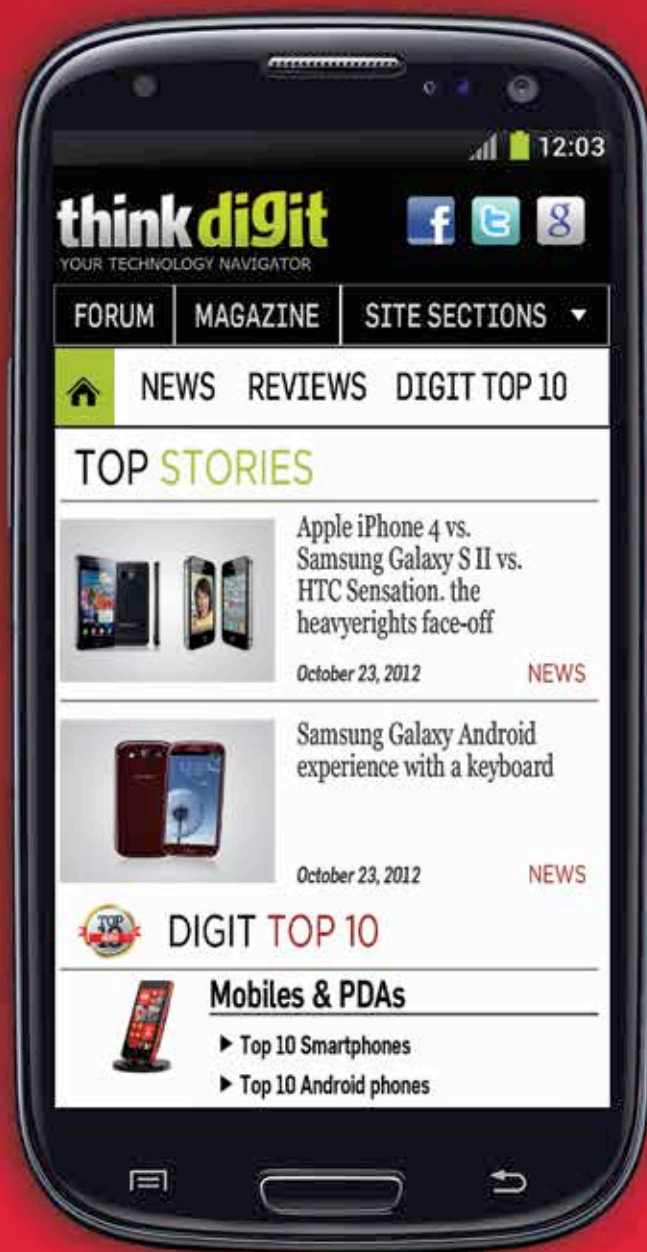 12:03
thinkdigit
YOUR TECHNOLOGY NAVIGATOR
FORUM MAGAZINE SITE SECTIONS
NEWS REVIEWS DIGIT TOP 10
TOP STORIES
Apple iPhone 4 vs.
Samsung Galaxy S II vs.
HTC Sensation. the
heavyerights face-off
October 23, 2012 NEWS
Samsung Galaxy Android
experience with a keyboard
October 23, 2012 NEWS
TOP
10
DIGIT TOP 10
Mobiles & PDAs
Top 10 Smartphones
Top 10 Android phones